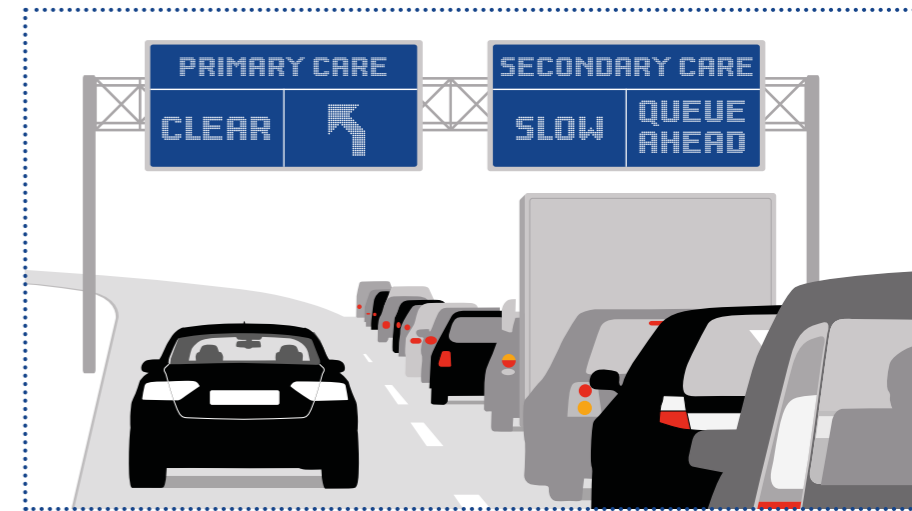 PRIMARY CARE
CLEAR
SECONDARY CARE
SLOW
QUEUE
AHEAD